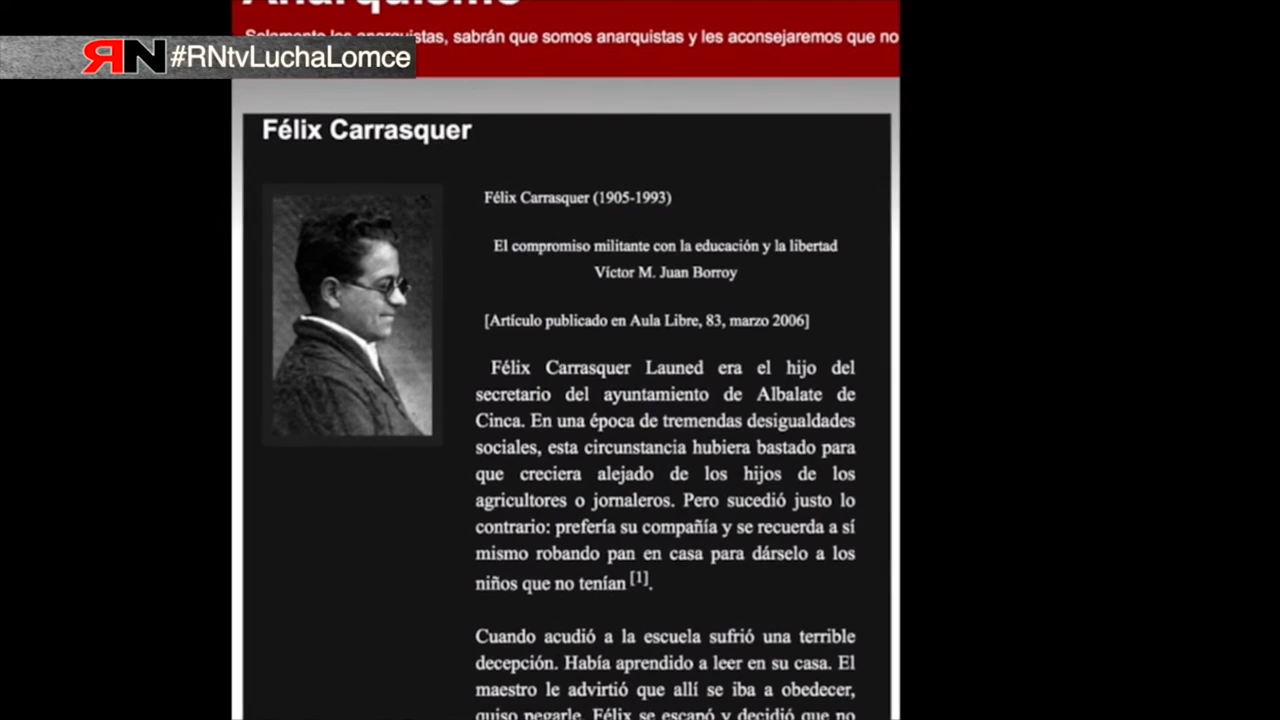 Anarquismo
Solamente los anarquistas, sabrán que somos anarquistas y les aconsejaremos que no
RN #RNtvLuchaLomce
Félix Carrasquer
Félix Carrasquer (1905-1993)
El compromiso militante con la educación y la libertad
Víctor M. Juan Borroy
[Artículo publicado en Aula Libre, 83, marzo 2006]
Félix Carrasquer Launed era el hijo del
secretario del ayuntamiento de Albalate de
Cinca. En una época de tremendas desigualdades
sociales, esta circunstancia hubiera bastado para
que creciera alejado de los hijos de los
agricultores o jornaleros. Pero sucedió justo lo
contrario: prefería su compañía y se recuerda a sí
mismo robando pan en casa para dárselo a los
niños que no tenían [1].
Cuando acudió a la escuela sufrió una terrible
decepción. Había aprendido a leer en su casa. El
maestro le advirtió que allí se iba a obedecer,
quiso pegarle. Félix se escapó y decidió que no